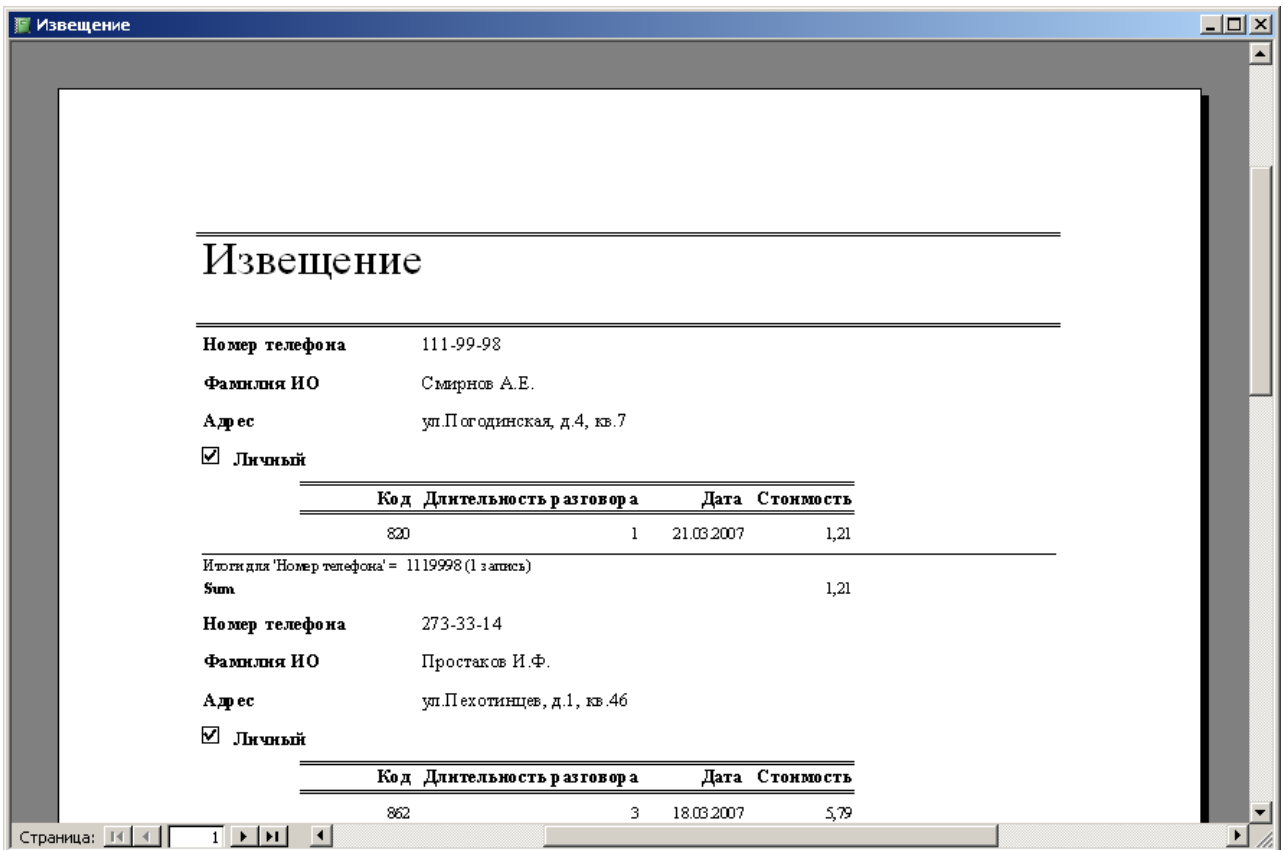 Извещение
Извещение
Номер телефона 111-99-98
Фамилия ИО Смирнов А.Е.
Адрес ул.Погодинская, д.4, кв.7
Личный
Код Длительность разговора Дата Стоимость
820 1 21.03.2007 1,21
Итоги для 'Номер телефона' = 1119998 (1 запись)
Sum 1,21
Номер телефона 273-33-14
Фамилия ИО Простаков И.Ф.
Адрес ул.Пехотинцев, д.1, кв.46
Личный
Код Длительность разговора Дата Стоимость
862 3 18.03.2007 5,79
Страница: 1